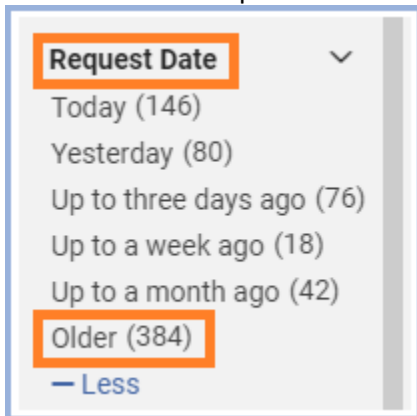 Request Date
Today (146)
Yesterday (80)
Up to three days ago (76)
Up to a week ago (18)
Up to a month ago (42)
Older (384)
— Less